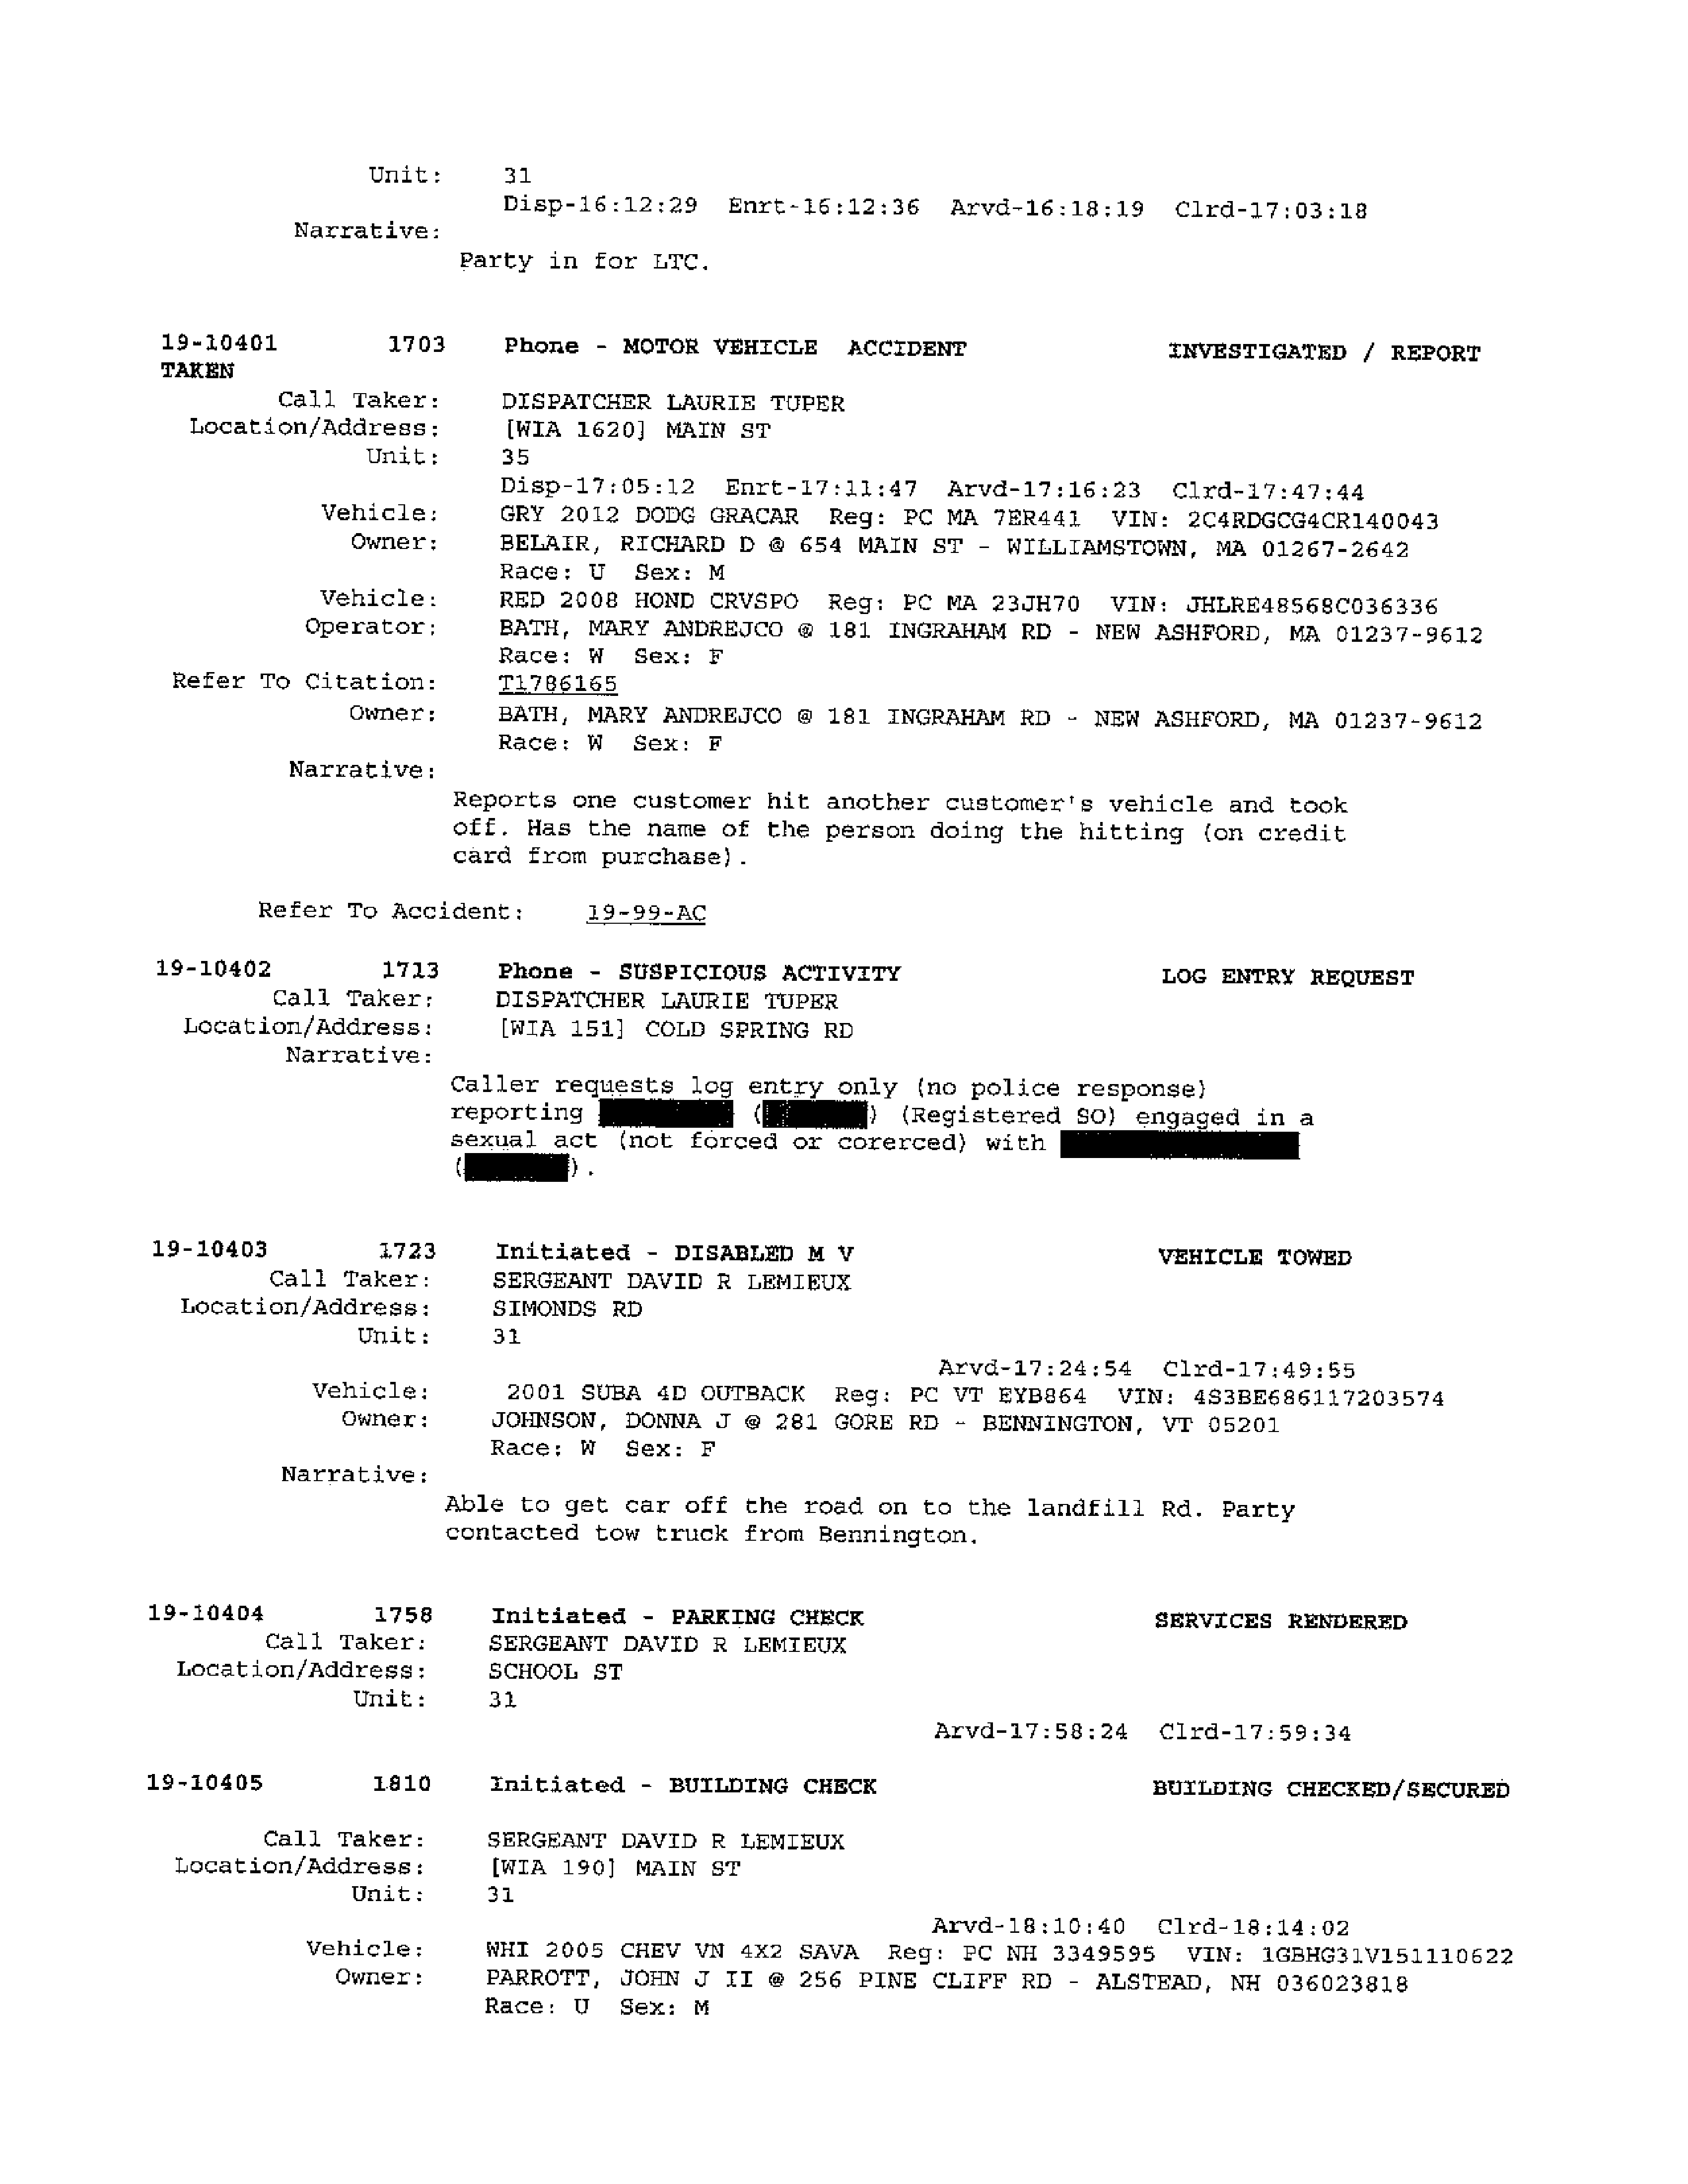 Unit: 31
Disp-16:12:29 Enrt-16:12:36 Arvd-16:18:19 Clrd-17:03:18
Narrative:
Party in for LTC.
19-10401 1703 Phone - MOTOR VEHICLE ACCIDENT INVESTIGATED / REPORT
TAKEN
Call Taker: DISPATCHER LAURIE TUPER
Location/Address: [WIA 1620] MAIN ST
Unit: 35
Disp-17:05:12 Enrt-17:11:47 Arvd-17:16:23 Clrd-17:47:44
Vehicle: GRY 2012 DODG GRACAR Reg: PC MA 7ER441 VIN: 2C4RDGCG4CR140043
Owner: BELAIR, RICHARD D @ 654 MAIN ST - WILLIAMSTOWN, MA 01267-2642
Race: U Sex: M
Vehicle: RED 2008 HOND CRVSPO Reg: PC MA 23JH70 VIN: JHLRE48568C036336
Operator: BATH, MARY ANDREJCO @ 181 INGRAHAM RD - NEW ASHFORD, MA 01237-9612
Race: W Sex: F
Refer To Citation: T1786165
Owner: BATH, MARY ANDREJCO @ 181 INGRAHAM RD - NEW ASHFORD, MA 01237-9612
Race: W Sex: F
Narrative:
Reports one customer hit another customer's vehicle and took
off. Has the name of the person doing the hitting (on credit
card from purchase).
Refer To Accident: 19-99-AC
19-10402 1713 Phone - SUSPICIOUS ACTIVITY LOG ENTRY REQUEST
Call Taker: DISPATCHER LAURIE TUPER
Location/Address: [WIA 151] COLD SPRING RD
Narrative:
Caller requests log entry only (no police response)
reporting ( ) (Registered SO) engaged in a
sexual act (not forced or corerced) with
( ).
19-10403 1723 Initiated - DISABLED M V VEHICLE TOWED
Call Taker: SERGEANT DAVID R LEMIEUX
Location/Address: SIMONDS RD
Unit: 31
Arvd-17:24:54 Clrd-17:49:55
Vehicle: 2001 SUBA 4D OUTBACK Reg: PC VT EYB864 VIN: 4S3BE686117203574
Owner: JOHNSON, DONNA J @ 281 GORE RD - BENNINGTON, VT 05201
Race: W Sex: F
Narrative:
Able to get car off the road on to the landfill Rd. Party
contacted tow truck from Bennington.
19-10404 1758 Initiated - PARKING CHECK SERVICES RENDERED
Call Taker: SERGEANT DAVID R LEMIEUX
Location/Address: SCHOOL ST
Unit: 31
Arvd-17:58:24 Clrd-17:59:34
19-10405 1810 Initiated - BUILDING CHECK BUILDING CHECKED/SECURED
Call Taker: SERGEANT DAVID R LEMIEUX
Location/Address: [WIA 190] MAIN ST
Unit: 31
Arvd-18:10:40 Clrd-18:14:02
Vehicle: WHI 2005 CHEV VN 4X2 SAVA Reg: PC NH 3349595 VIN: 1GBHG31V151110622
Owner: PARROTT, JOHN J II @ 256 PINE CLIFF RD - ALSTEAD, NH 036023818
Race: U Sex: M